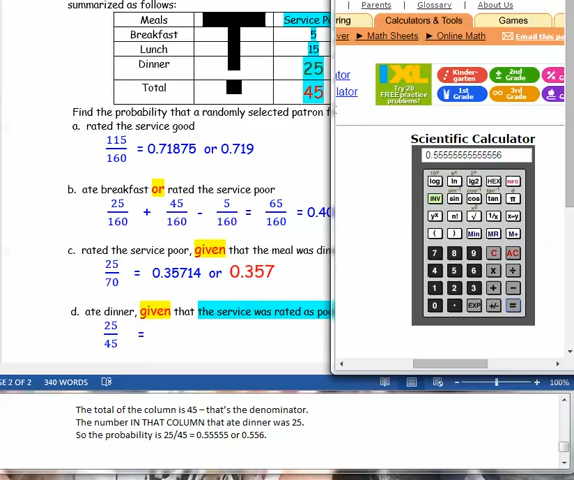 summarized as follows:
Meals Service Po
Breakfast 5
Lunch 15
Dinner 25
Total 45
Find the probability that a randomly selected patron f
a. rated the service good
115/160 = 0.71875 or 0.719
b. ate breakfast or rated the service poor
25/160 + 45/160 - 5/160 = 65/160 = 0.40
c. rated the service poor, given that the meal was din
25/70 = 0.35714 or 0.357
d. ate dinner, given that the service was rated as poo
25/45 =
Parents | Glossary | About Us
ring Calculators & Tools Games
ver ► Math Sheets ► Online Math Email this pa
tor
lator
IXL
Try 20
FREE practice
problems!
Kinder-
garten
2nd
Grade
1st
Grade
3rd
Grade
Scientific Calculator
0.55555555555556
log ln lg2 HEX
INV sin cos tan π
yˣ n! √ 1/x x↔y
( ) Min MR M+
7 8 9 C AC
4 5 6 x ÷
1 2 3 + −
0 . EXP +/- =
E 2 OF 2 340 WORDS 100%
The total of the column is 45 – that's the denominator.
The number IN THAT COLUMN that ate dinner was 25.
So the probability is 25/45 = 0.55555 or 0.556.